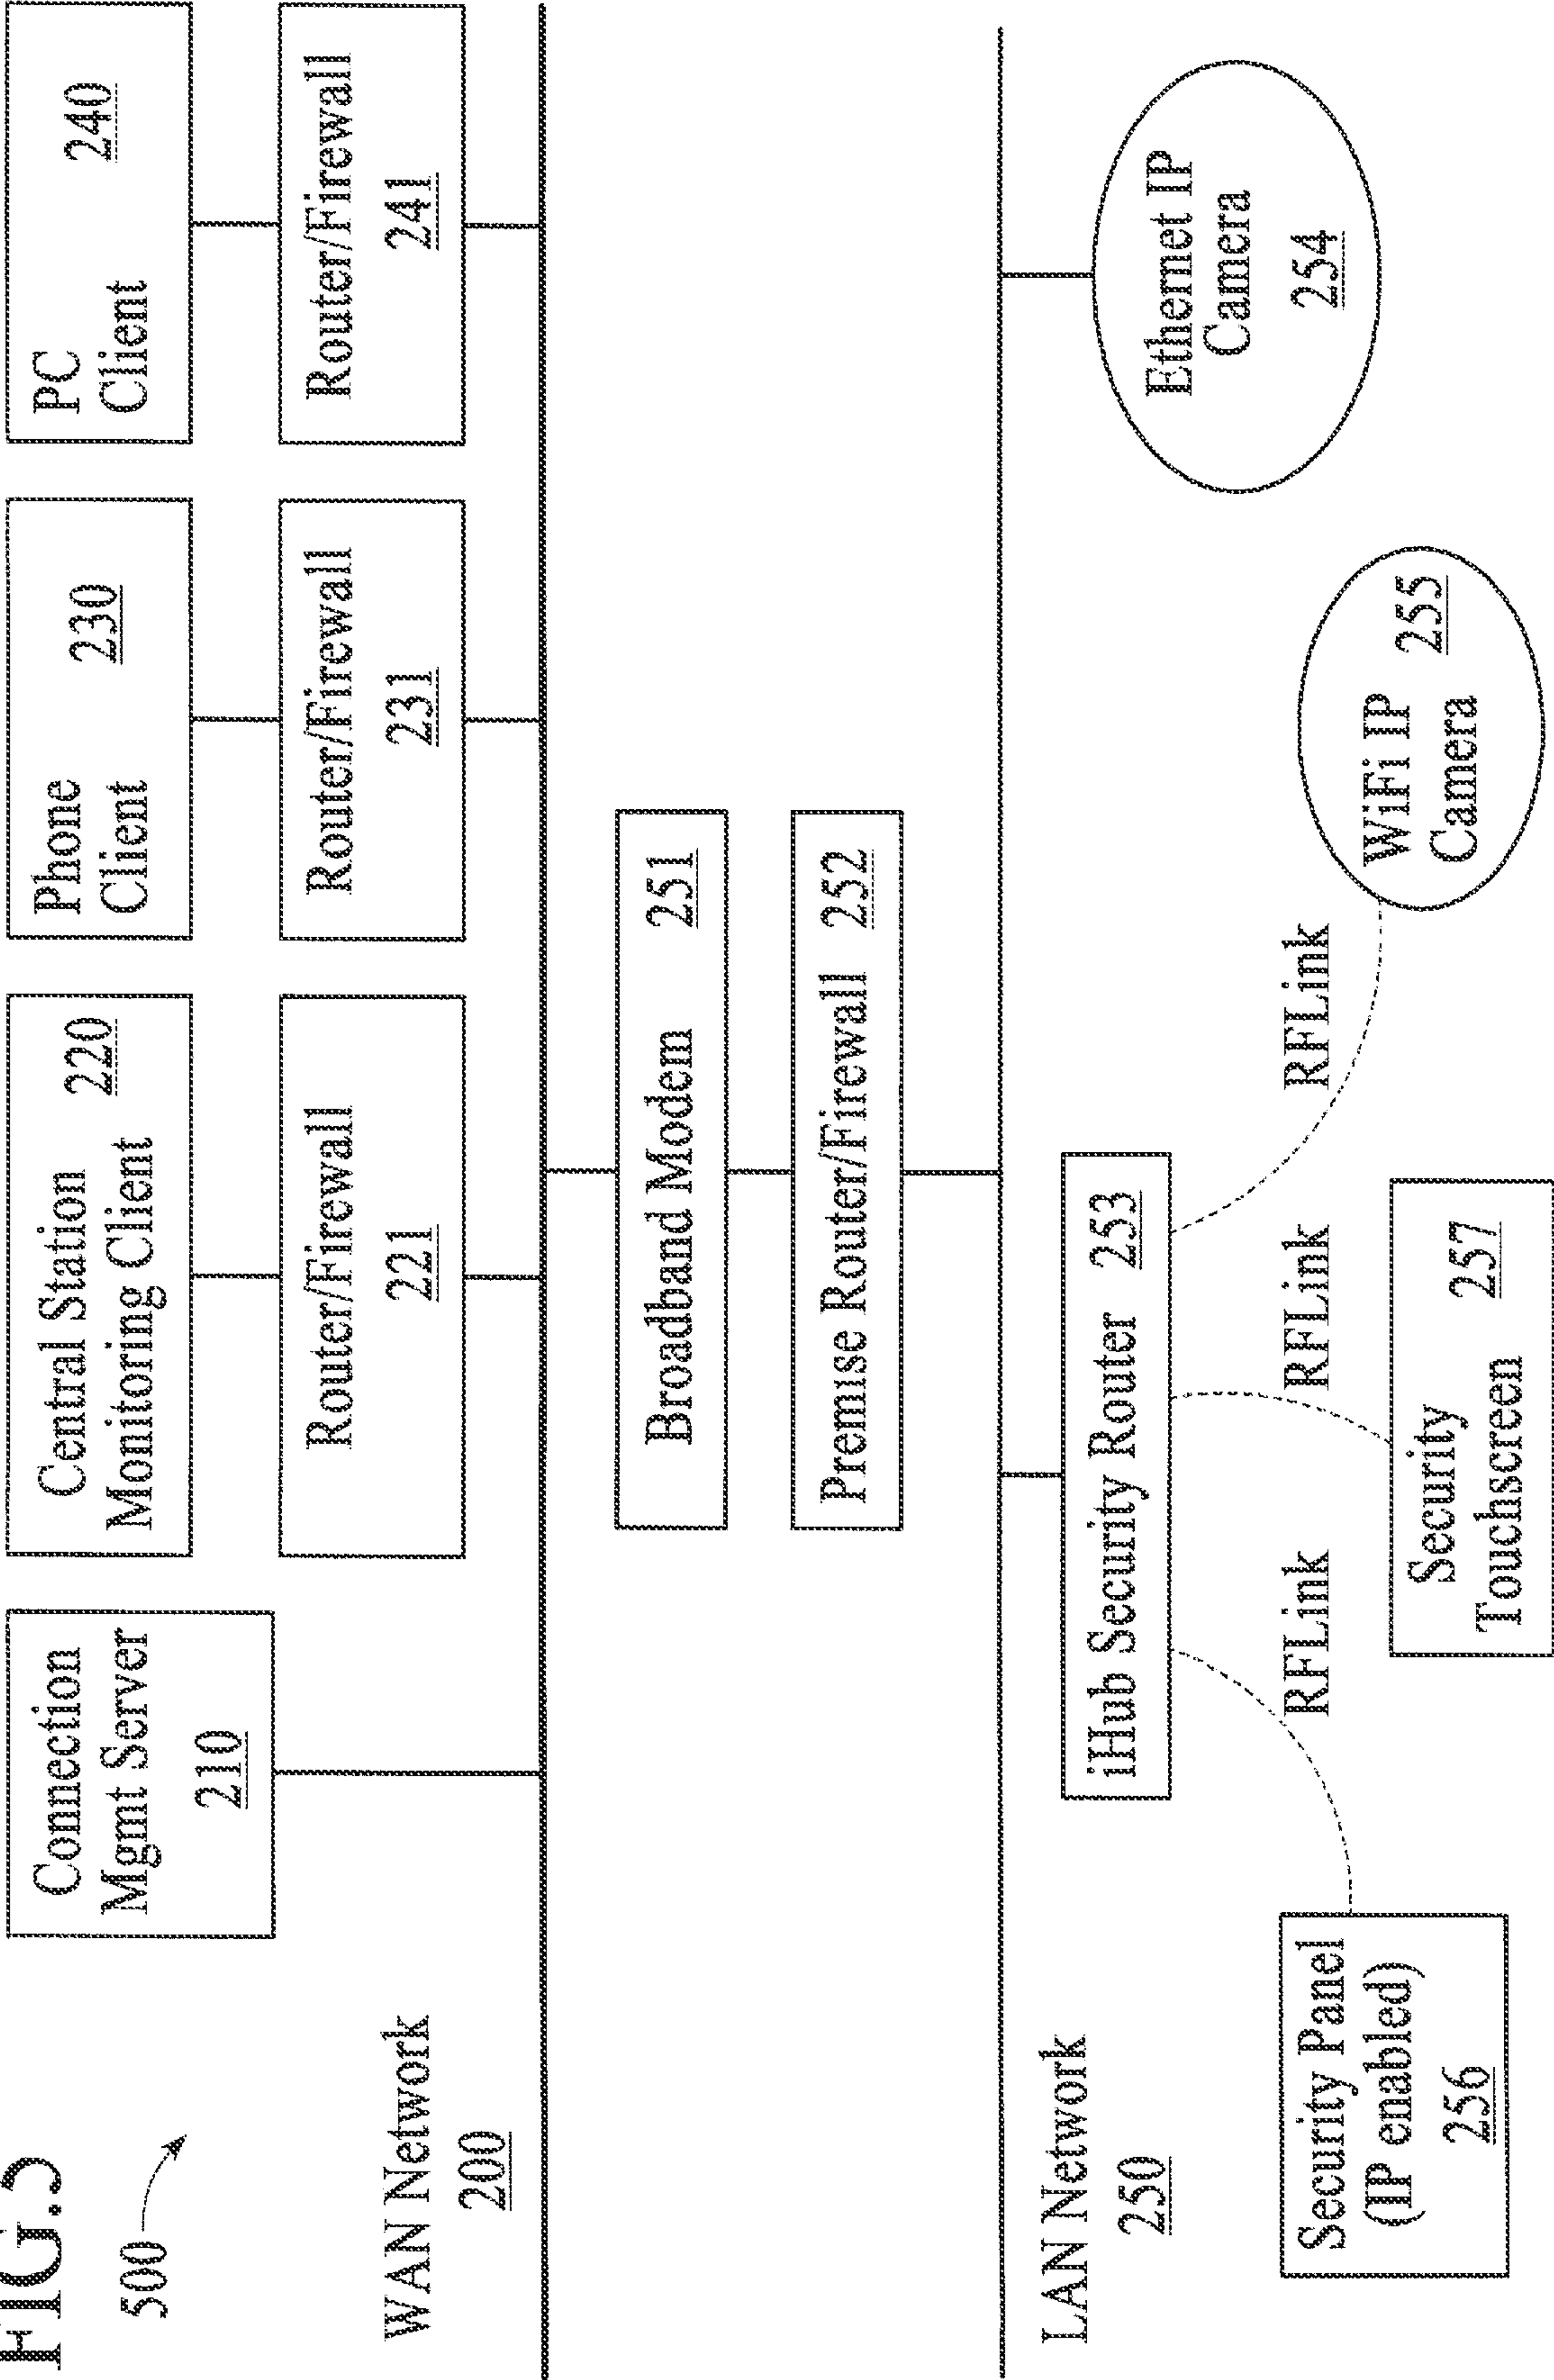 FIG.5
500
Connection
Mgmt Server
210
Central Station
Monitoring Client 220
Phone
Client 230
PC
Client 240
Router/Firewall
221
Router/Firewall
231
Router/Firewall
241
WAN Network
200
Broadband Modem 251
Premise Router/Firewall 252
LAN Network
250
iHub Security Router 253
RFLink
RFLink
RFLink
Security Panel
(IP enabled)
256
Security
Touchscreen 257
WiFi IP
Camera 255
Ethernet IP
Camera
254